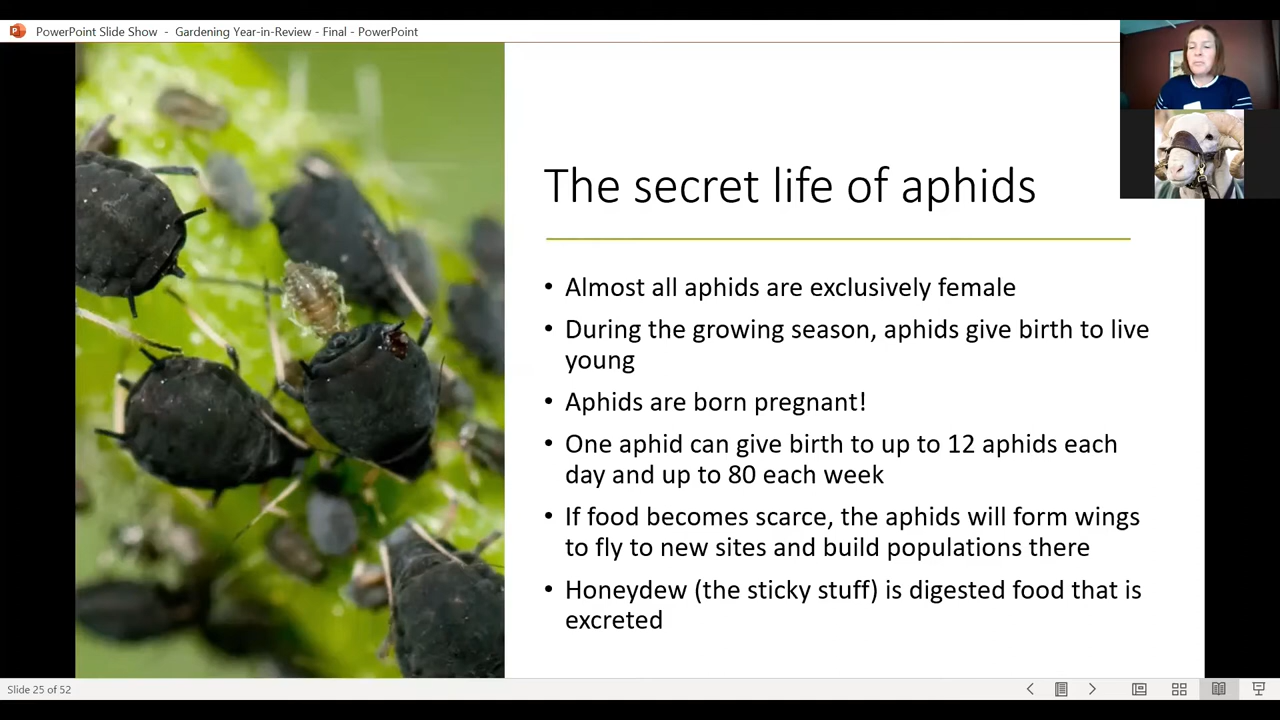 PowerPoint Slide Show - Gardening Year-in-Review - Final - PowerPoint
The secret life of aphids
• Almost all aphids are exclusively female
• During the growing season, aphids give birth to live
young
• Aphids are born pregnant!
• One aphid can give birth to up to 12 aphids each
day and up to 80 each week
• If food becomes scarce, the aphids will form wings
to fly to new sites and build populations there
• Honeydew (the sticky stuff) is digested food that is
excreted
Slide 25 of 52